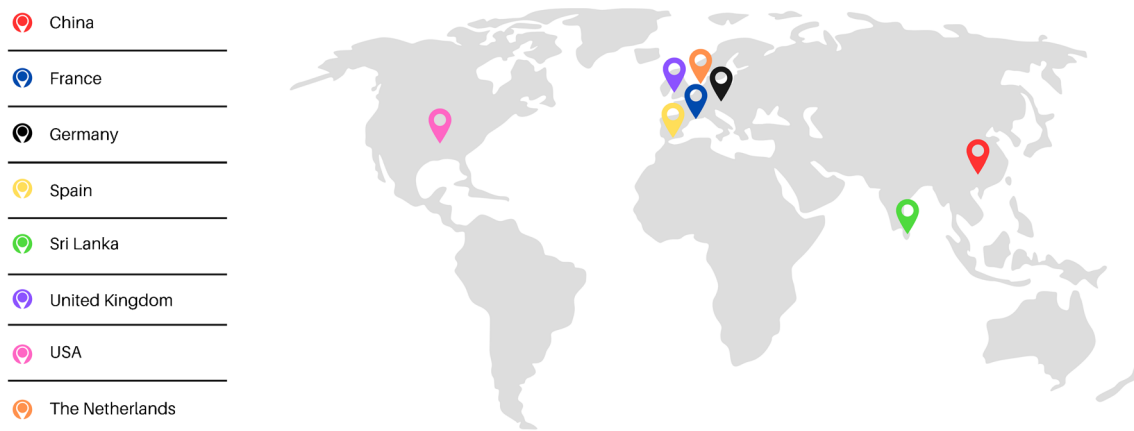 China
France
Germany
Spain
Sri Lanka
United Kingdom
USA
The Netherlands